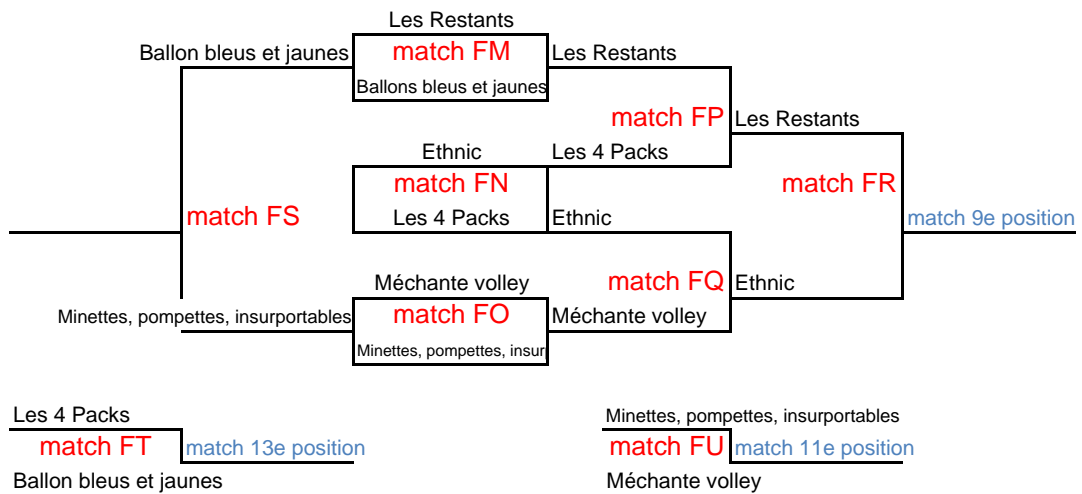 Les Restants
Ballon bleus et jaunes match FM Les Restants
Ballons bleus et jaunes
match FP Les Restants
Ethnic Les 4 Packs
match FN match FR
match FS Les 4 Packs Ethnic match 9e position
Méchante volley match FQ Ethnic
Minettes, pompettes, insurportables match FO Méchante volley
Minettes, pompettes, insur
Les 4 Packs Minettes, pompettes, insurportables
match FT match 13e position match FU match 11e position
Ballon bleus et jaunes Méchante volley